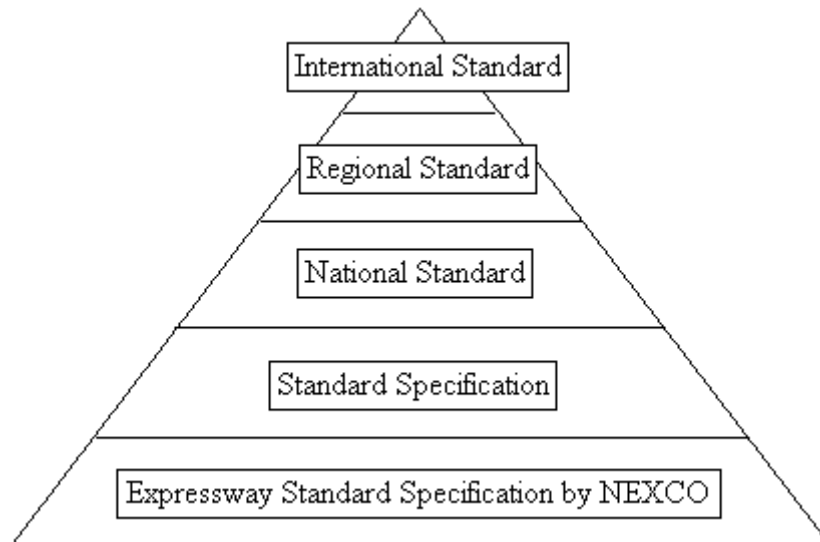 International Standard
Regional Standard
National Standard
Standard Specification
Expressway Standard Specification by NEXCO